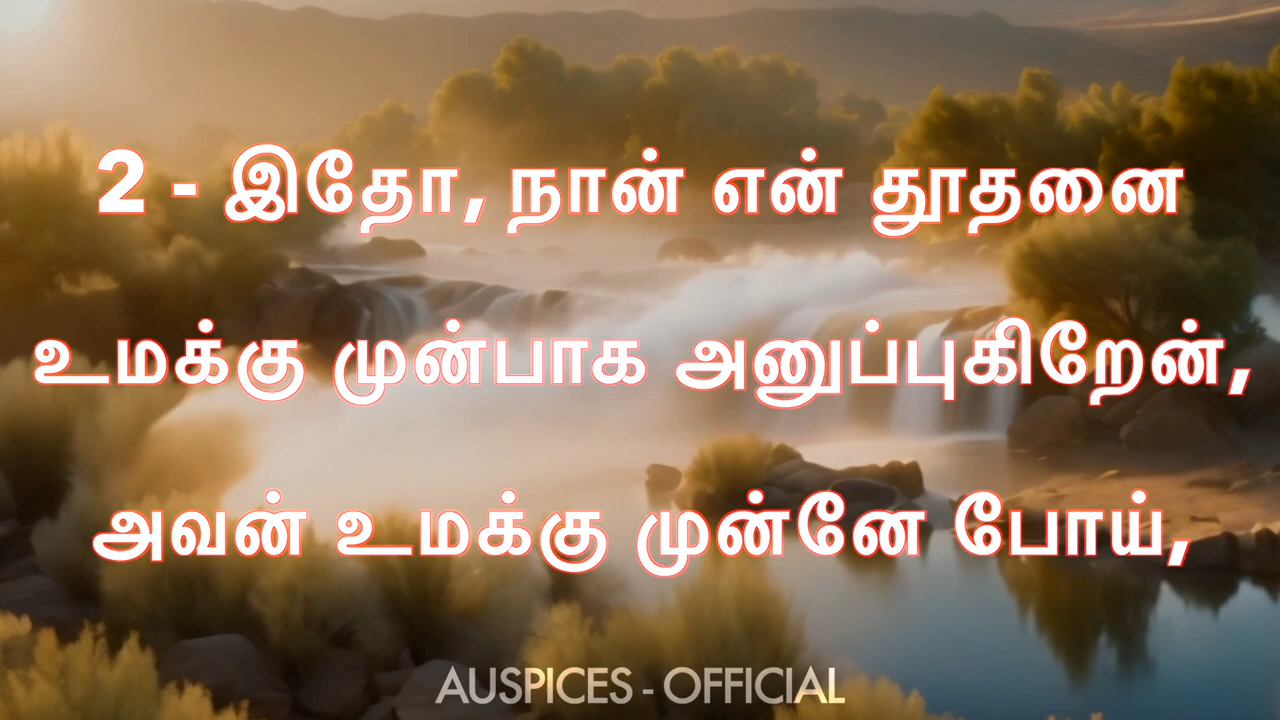 2 - இதோ, நான் என் தூதனை
உமக்கு முன்பாக அனுப்புகிறேன்,
அவன் உமக்கு முன்னே போய்,
AUSPICES - OFFICIAL